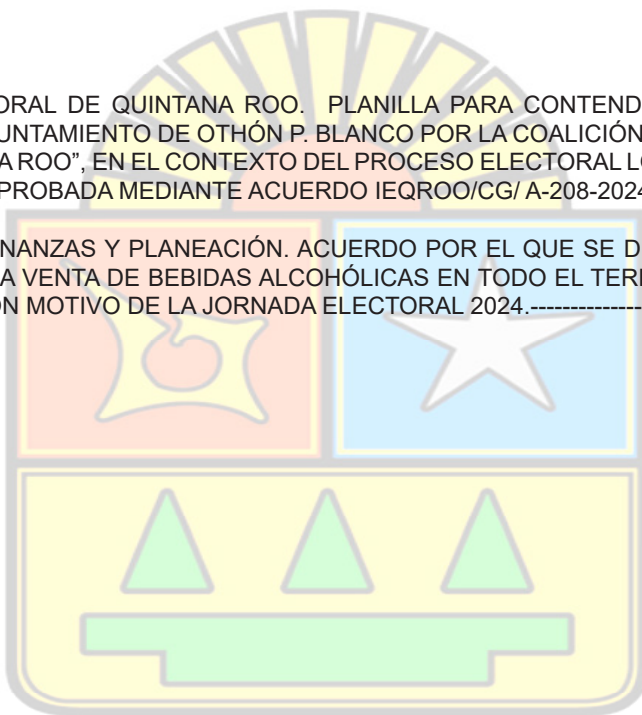 ORAL DE QUINTANA ROO. PLANILLA PARA CONTEND
UNTAMIENTO DE OTHÓN P. BLANCO POR LA COALICIÓN
A ROO", EN EL CONTEXTO DEL PROCESO ELECTORAL L
PROBADA MEDIANTE ACUERDO IEQROO/CG/ A-208-2024
NANZAS Y PLANEACIÓN. ACUERDO POR EL QUE SE D
A VENTA DE BEBIDAS ALCOHÓLICAS EN TODO EL TER
ON MOTIVO DE LA JORNADA ELECTORAL 2024.--------------